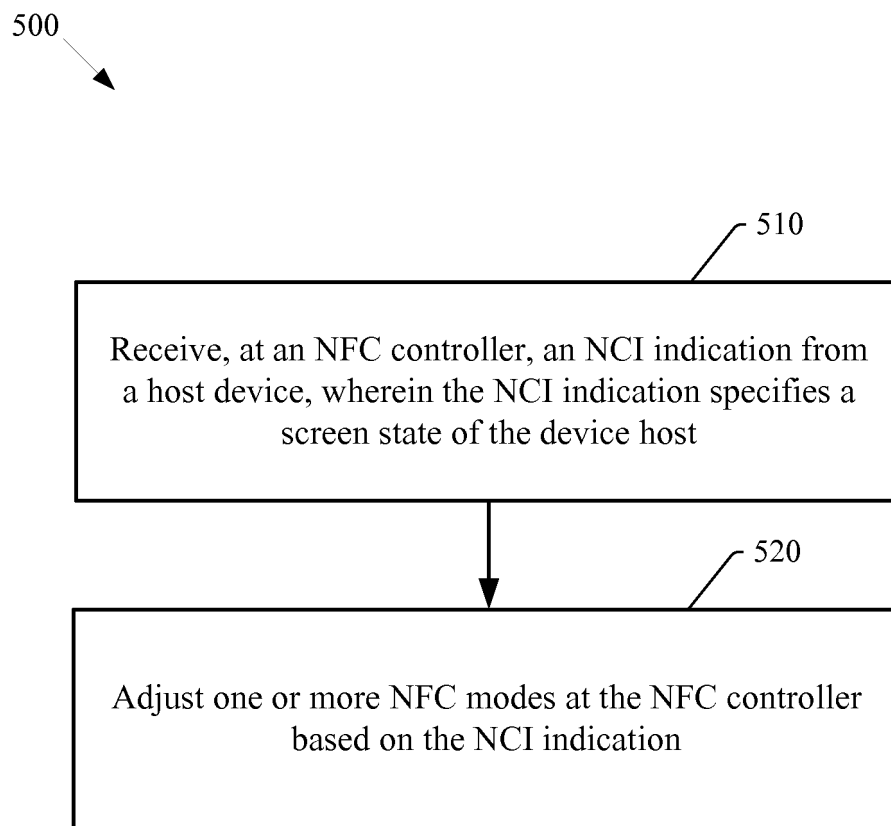 500
510
Receive, at an NFC controller, an NCI indication from
a host device, wherein the NCI indication specifies a
screen state of the device host
520
Adjust one or more NFC modes at the NFC controller
based on the NCI indication